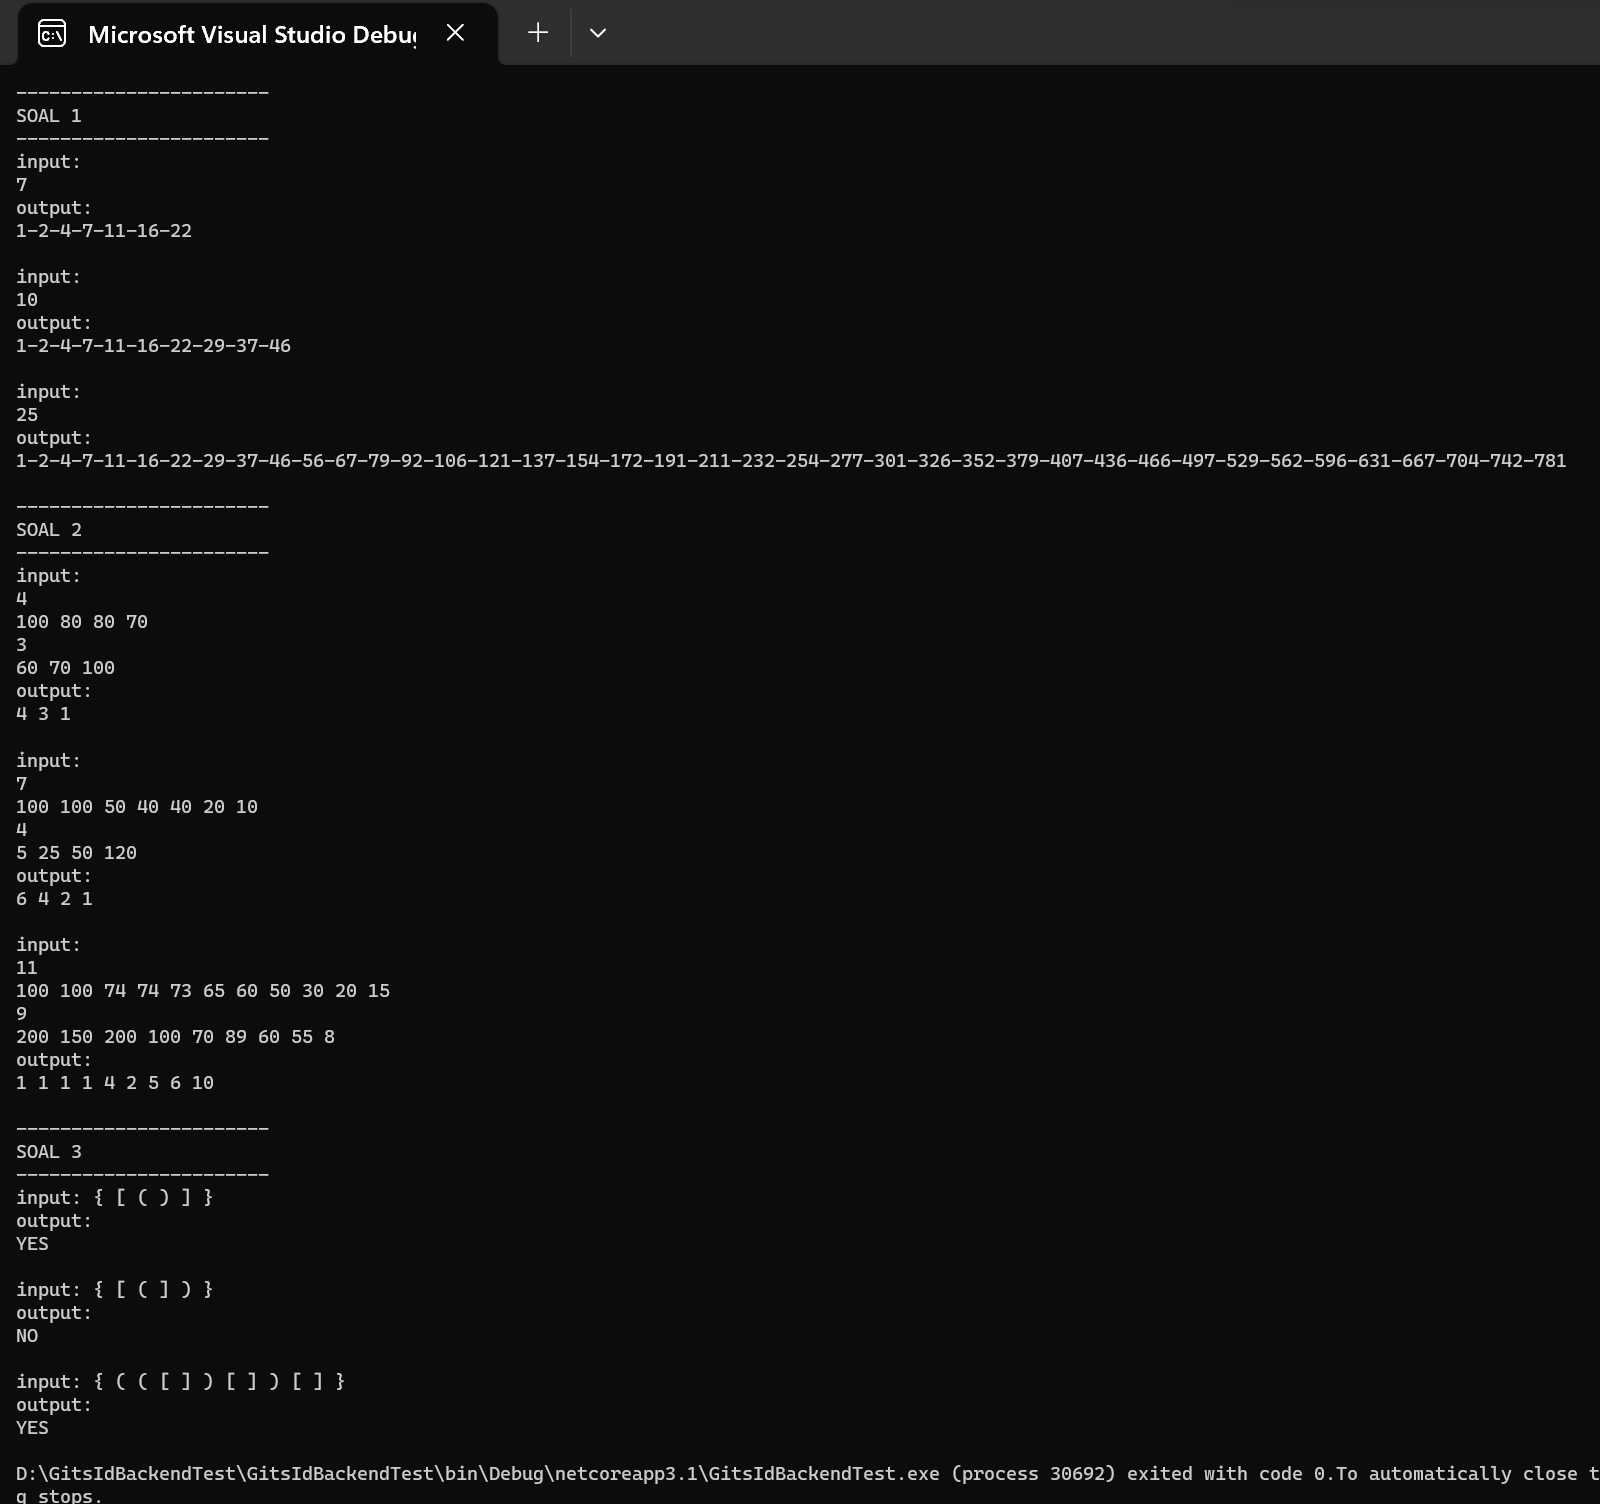 Microsoft Visual Studio Debu
-----------------------
SOAL 1
-----------------------
input:
7
output:
1-2-4-7-11-16-22
input:
10
output:
1-2-4-7-11-16-22-29-37-46
input:
25
output:
1-2-4-7-11-16-22-29-37-46-56-67-79-92-106-121-137-154-172-191-211-232-254-277-301-326-352-379-407-436-466-497-529-562-596-631-667-704-742-781
-----------------------
SOAL 2
-----------------------
input:
4
100 80 80 70
3
60 70 100
output:
4 3 1
input:
7
100 100 50 40 40 20 10
4
5 25 50 120
output:
6 4 2 1
input:
11
100 100 74 74 73 65 60 50 30 20 15
9
200 150 200 100 70 89 60 55 8
output:
1 1 1 1 4 2 5 6 10
-----------------------
SOAL 3
-----------------------
input: { [ ( ) ] }
output:
YES
input: { [ ( ] ) }
output:
NO
input: { ( ( [ ] ) [ ] ) [ ] }
output:
YES
D:\GitsIdBackendTest\GitsIdBackendTest\bin\Debug\netcoreapp3.1\GitsIdBackendTest.exe (process 30692) exited with code 0.To automatically close t
g stops.